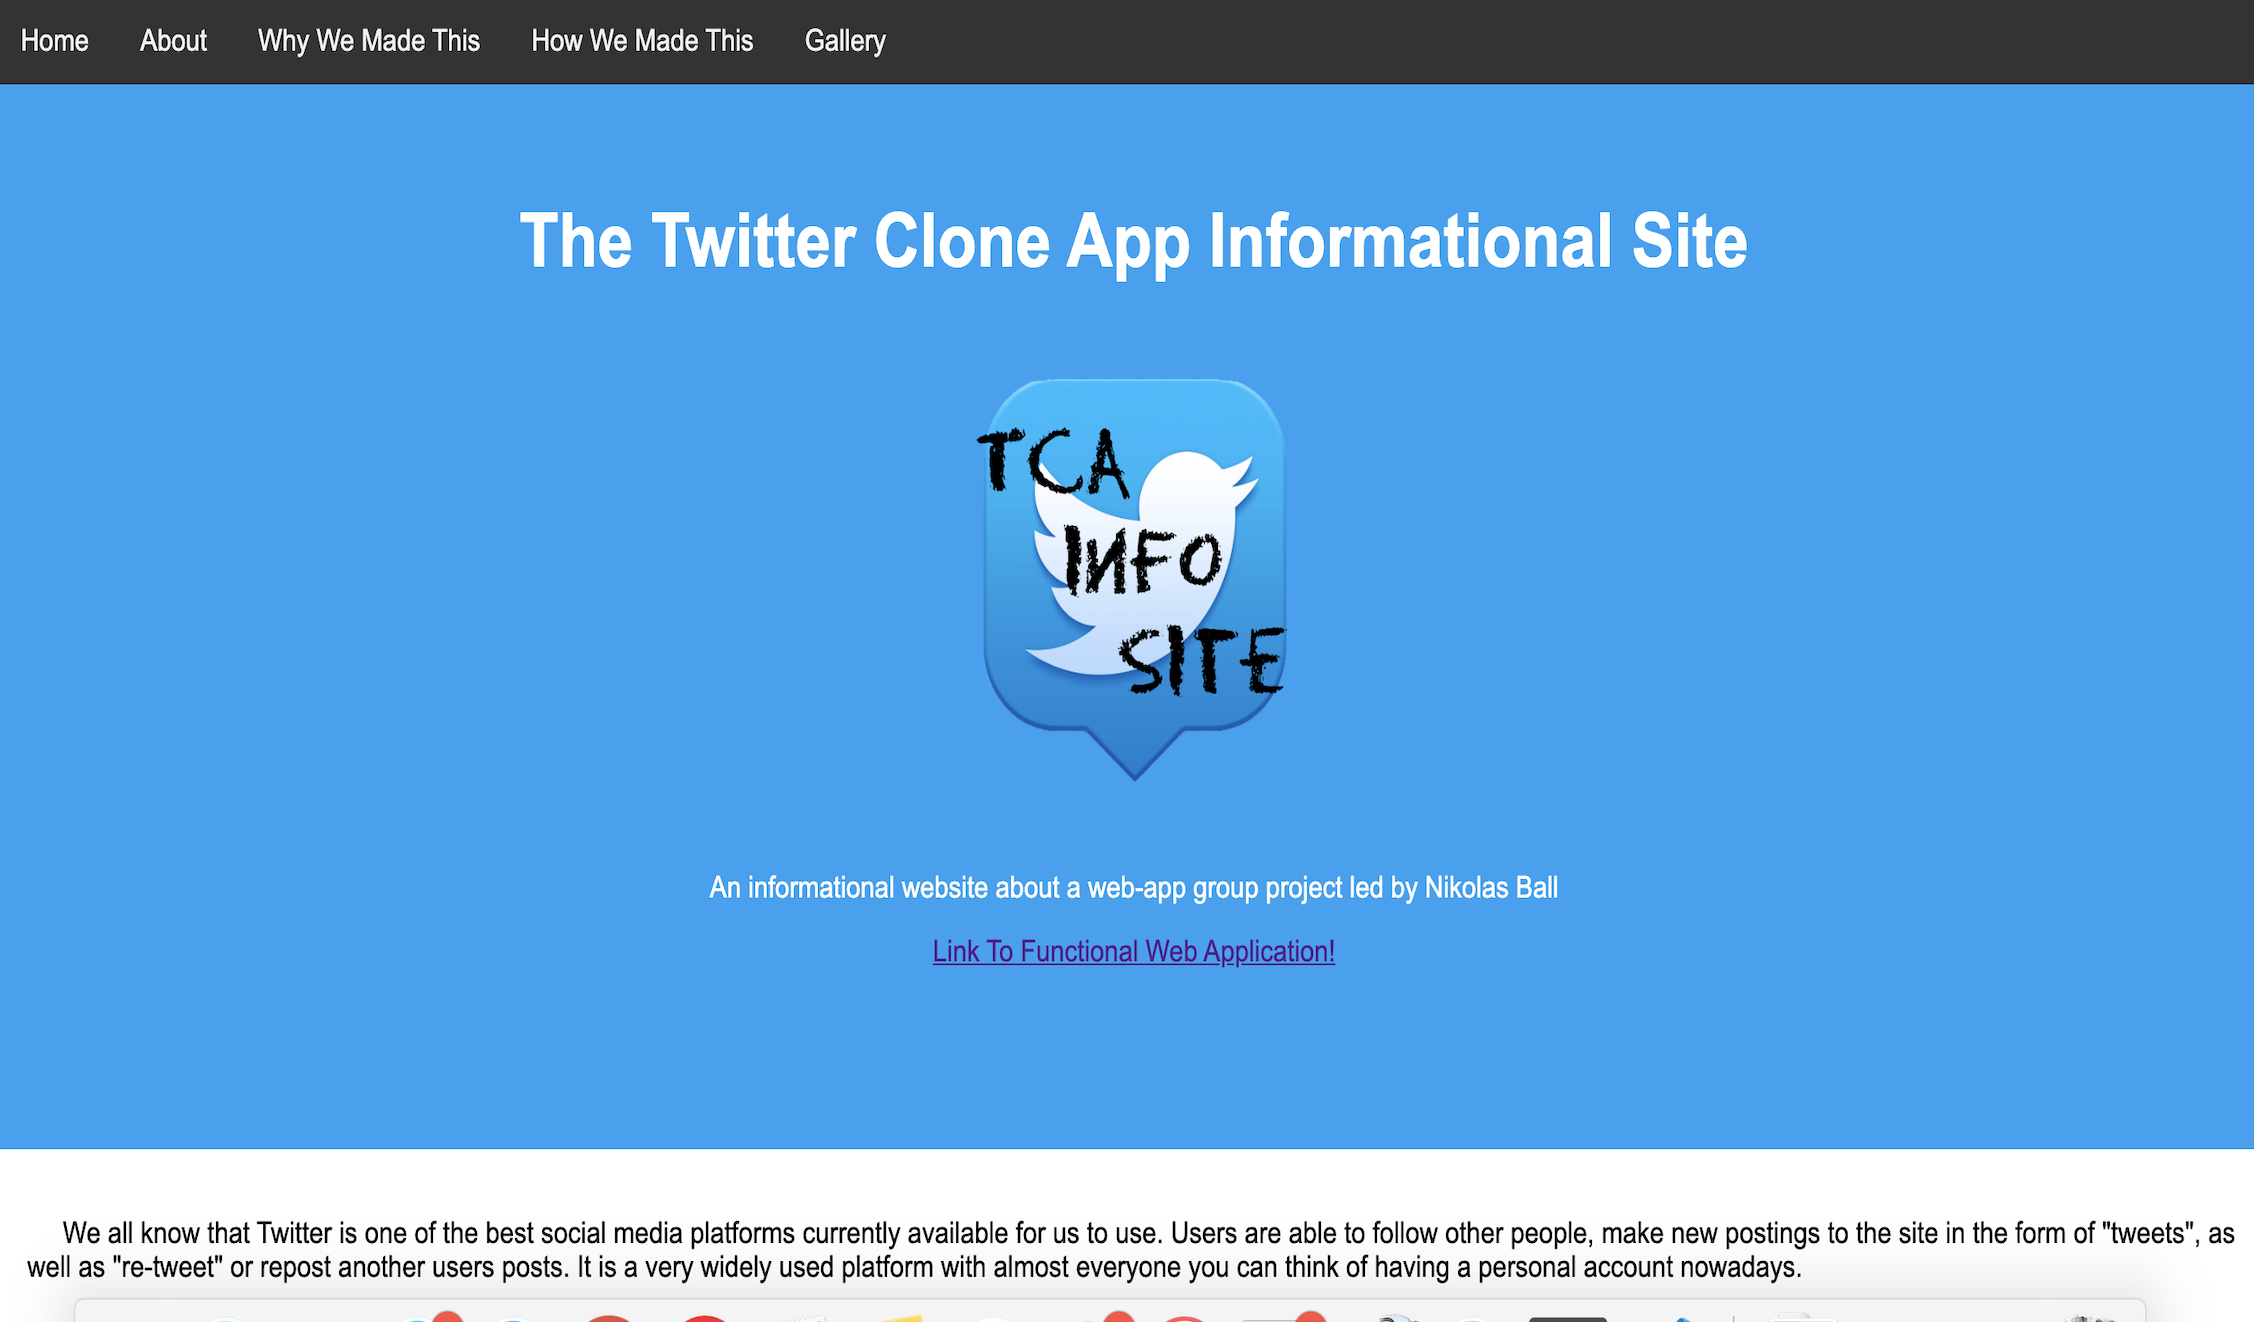 Home About Why We Made This How We Made This Gallery
The Twitter Clone App Informational Site
TCA
INFO
SITE
An informational website about a web-app group project led by Nikolas Ball
Link To Functional Web Application!
We all know that Twitter is one of the best social media platforms currently available for us to use. Users are able to follow other people, make new postings to the site in the form of "tweets", as
well as "re-tweet" or repost another users posts. It is a very widely used platform with almost everyone you can think of having a personal account nowadays.